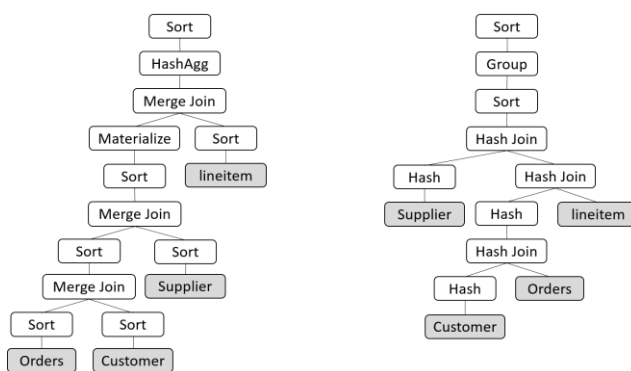 Sort
HashAgg
Merge Join
Materialize Sort
Sort lineitem
Merge Join
Sort Sort
Merge Join Supplier
Sort Sort
Orders Customer
Sort
Group
Sort
Hash Join
Hash Hash Join
Supplier Hash lineitem
Hash Join
Hash Orders
Customer